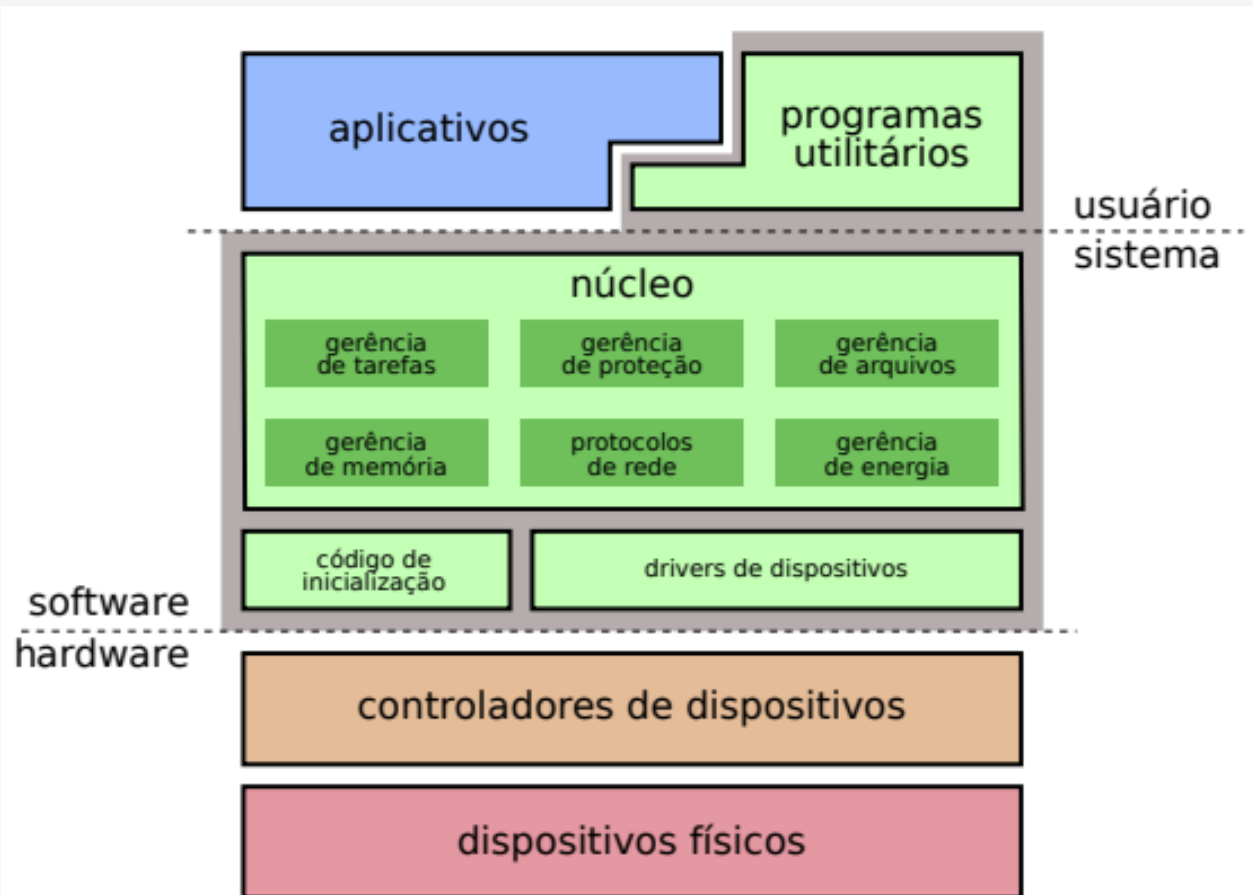 aplicativos
programas
utilitários
usuário
sistema
núcleo
gerência
de tarefas
gerência
de proteção
gerência
de arquivos
gerência
de memória
protocolos
de rede
gerência
de energia
código de
inicialização
drivers de dispositivos
software
hardware
controladores de dispositivos
dispositivos físicos